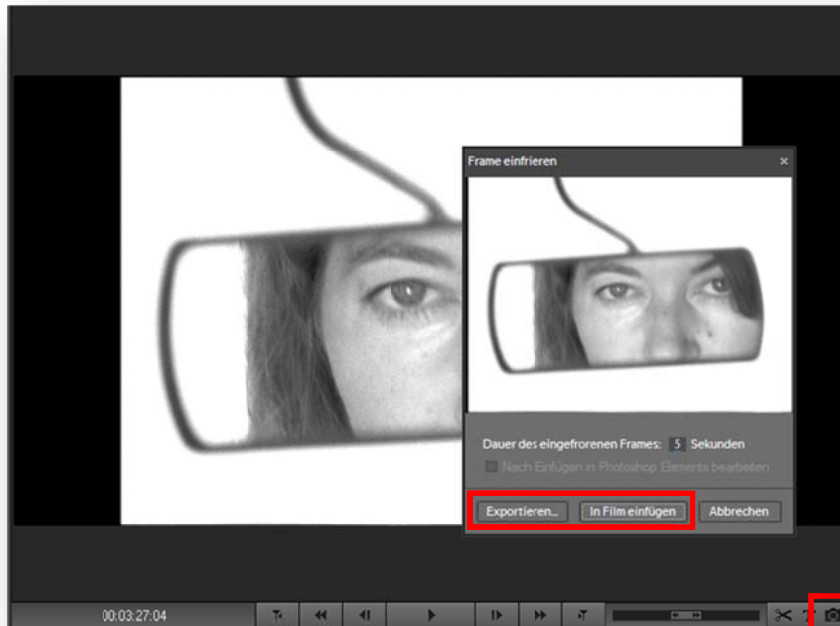 Frame einfrieren
Dauer des eingefrorenen Frames: 5 Sekunden
Nach Einfügen in Photoshop Elements bearbeiten
Exportieren... In Film einfügen Abbrechen
00:03:27:04